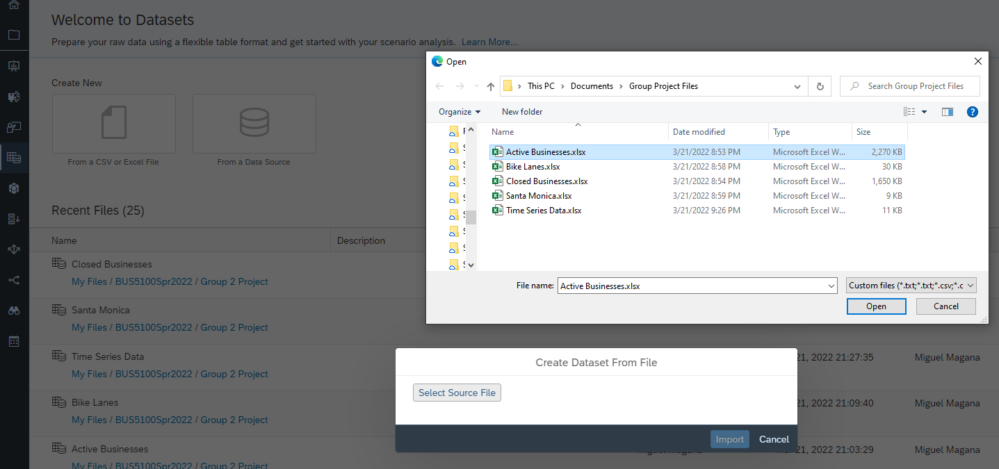 Welcome to Datasets
Prepare your raw data using a flexible table format and get started with your scenario analysis. Learn More...
Create New
From a CSV or Excel File
From a Data Source
Recent Files (25)
Name Description
Closed Businesses
My Files / BUS5100Spr2022 / Group 2 Project
Santa Monica
My Files / BUS5100Spr2022 / Group 2 Project
Time Series Data
My Files / BUS5100Spr2022 / Group 2 Project
21, 2022 21:27:35 Miguel Magana
Bike Lanes
My Files / BUS5100Spr2022 / Group 2 Project
21, 2022 21:09:40 Miguel Magana
Active Businesses
My Files / BUS5100Spr2022 / Group 2 Project
Miguel Magana Mar 21, 2022 21:03:29 Miguel Magana
Open
This PC › Documents › Group Project Files
Search Group Project Files
Organize New folder
Name Date modified Type Size
Active Businesses.xlsx 3/21/2022 8:53 PM Microsoft Excel W... 2,270 KB
Bike Lanes.xlsx 3/21/2022 8:58 PM Microsoft Excel W... 30 KB
Closed Businesses.xlsx 3/21/2022 8:54 PM Microsoft Excel W... 1,650 KB
Santa Monica.xlsx 3/21/2022 8:59 PM Microsoft Excel W... 9 KB
Time Series Data.xlsx 3/21/2022 9:26 PM Microsoft Excel W... 11 KB
File name: Active Businesses.xlsx Custom files (*.txt;*.txt;*.csv;*.c
Open Cancel
Create Dataset From File
Select Source File
Import Cancel